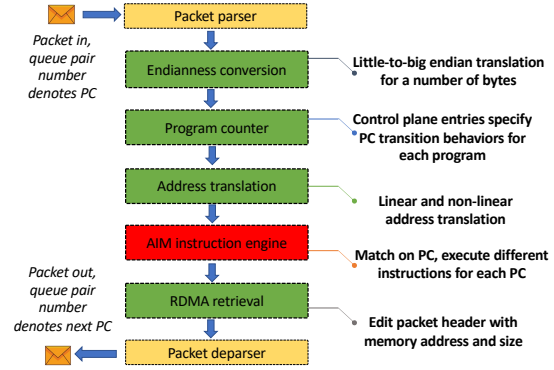 Packet parser
Packet in,
queue pair
number
denotes PC
Endianness conversion
Little-to-big endian translation
for a number of bytes
Program counter
Control plane entries specify
PC transition behaviors for
each program
Address translation
Linear and non-linear
address translation
AIM instruction engine
Match on PC, execute different
instructions for each PC
Packet out,
queue pair
number
denotes next PC
RDMA retrieval
Edit packet header with
memory address and size
Packet deparser